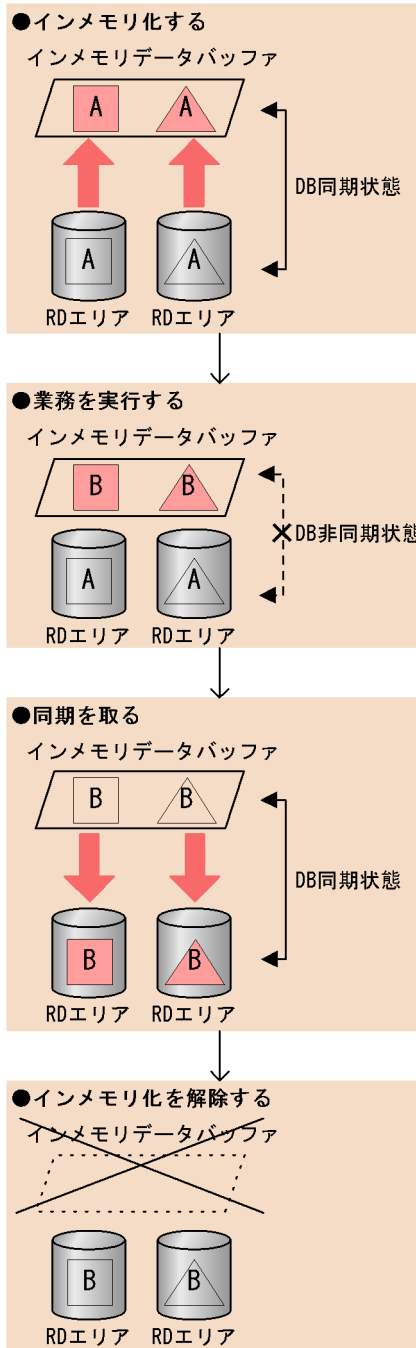 ●インメモリ化する
インメモリデータバッファ
A A
DB同期状態
A A
RDエリア RDエリア
●業務を実行する
インメモリデータバッファ
B B
DB非同期状態
A A
RDエリア RDエリア
●同期を取る
インメモリデータバッファ
B B
DB同期状態
B B
RDエリア RDエリア
●インメモリ化を解除する
インメモリデータバッファ
B B
RDエリア RDエリア